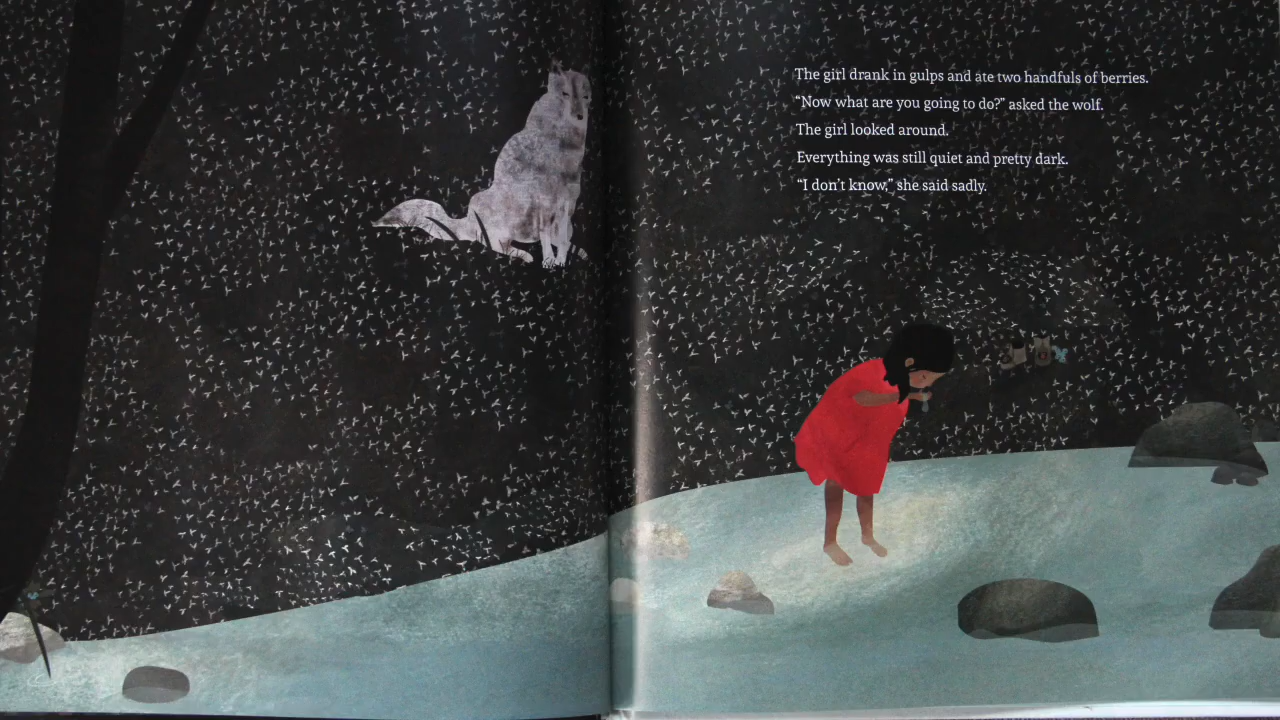 The girl drank in gulps and ate two handfuls of berries.
“Now what are you going to do?” asked the wolf.
The girl looked around.
Everything was still quiet and pretty dark.
“I don’t know,” she said sadly.